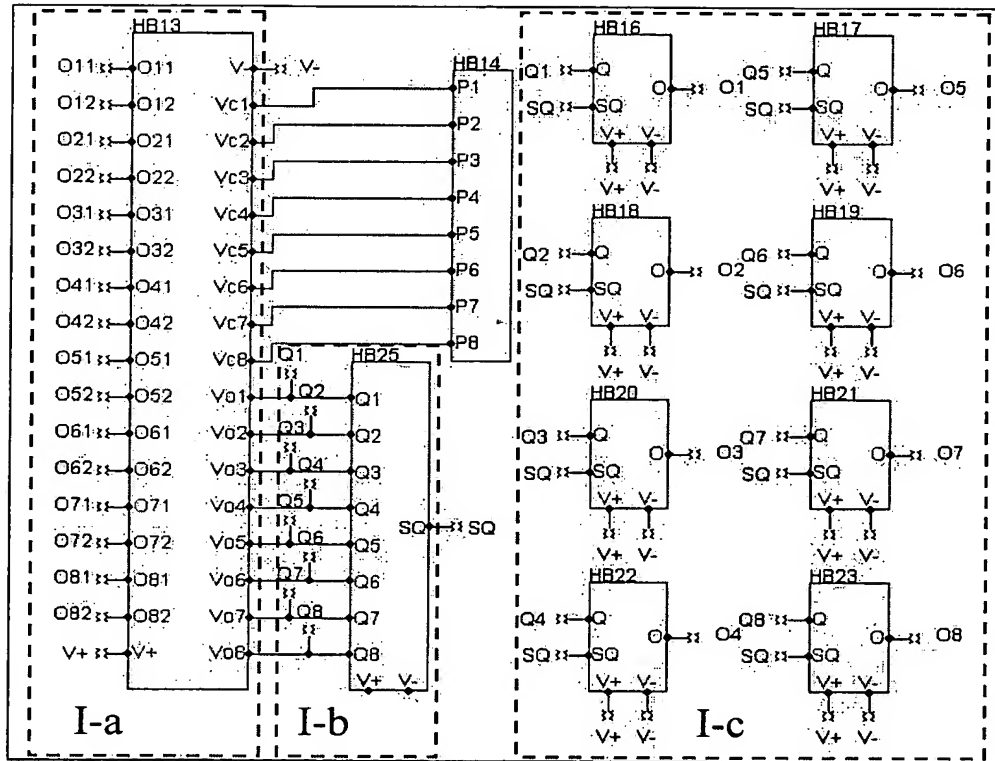 HB13
O11 O11 V V-
O12 O12 Vc1
O21 O21 Vc2
O22 O22 Vc3
O31 O31 Vc4
O32 O32 Vc5
O41 O41 Vc6
O42 O42 Vc7
O51 O51 Vc8
O52 O52 Vo1
O61 O61 Vo2
O62 O62 Vo3
O71 O71 Vo4
O72 O72 Vo5
O81 O81 Vo6
O82 O82 Vo7
V+ V+ Vo6
I-a
HB14
P1
P2
P3
P4
P5
P6
P7
P8
HB25
Q1
Q2 Q1
Q3 Q2
Q4 Q3
Q5 Q4
Q6 Q5
Q7 Q6
Q8 Q7
Q8
SQ SQ
V+ V-
I-b
HB16
Q1 Q
SQ SQ
O O1
V+ V-
V+ V-
HB17
Q5 Q
SQ SQ
O O5
V+ V-
V+ V-
HB18
Q2 Q
SQ SQ
O O2
V+ V-
V+ V-
HB19
Q6 Q
SQ SQ
O O6
V+ V-
V+ V-
HB20
Q3 Q
SQ SQ
O O3
V+ V-
V+ V-
HB21
Q7 Q
SQ SQ
O O7
V+ V-
V+ V-
HB22
Q4 Q
SQ SQ
O O4
V+ V-
V+ V-
HB23
Q8 Q
SQ SQ
O O8
V+ V-
V+ V-
I-c